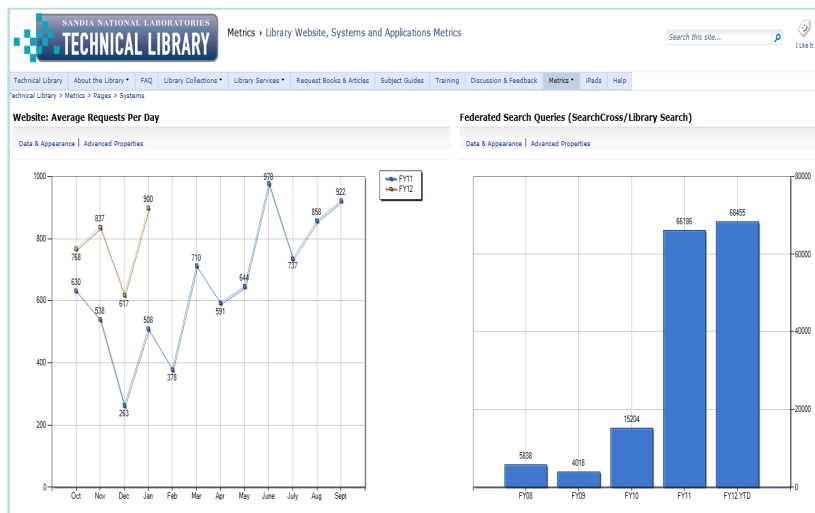 SANDIA NATIONAL LABORATORIES
TECHNICAL LIBRARY
Metrics › Library Website, Systems and Applications Metrics
Search this site...
I Like It
Technical Library About the Library FAQ Library Collections Library Services Request Books & Articles Subject Guides Training Discussion & Feedback Metrics iPads Help
Technical Library > Metrics > Pages > Systems
Website: Average Requests Per Day
Data & Appearance | Advanced Properties
1000
800
600
400
200
0
978
922
900
858
837
768
737
710
644
630
617
591
538
508
378
263
Oct Nov Dec Jan Feb Mar Apr May June July Aug Sept
FY11
FY12
Federated Search Queries (SearchCross/Library Search)
Data & Appearance | Advanced Properties
80000
60000
40000
20000
0
5838
4018
15204
66186
68455
FY08 FY09 FY10 FY11 FY12 YTD